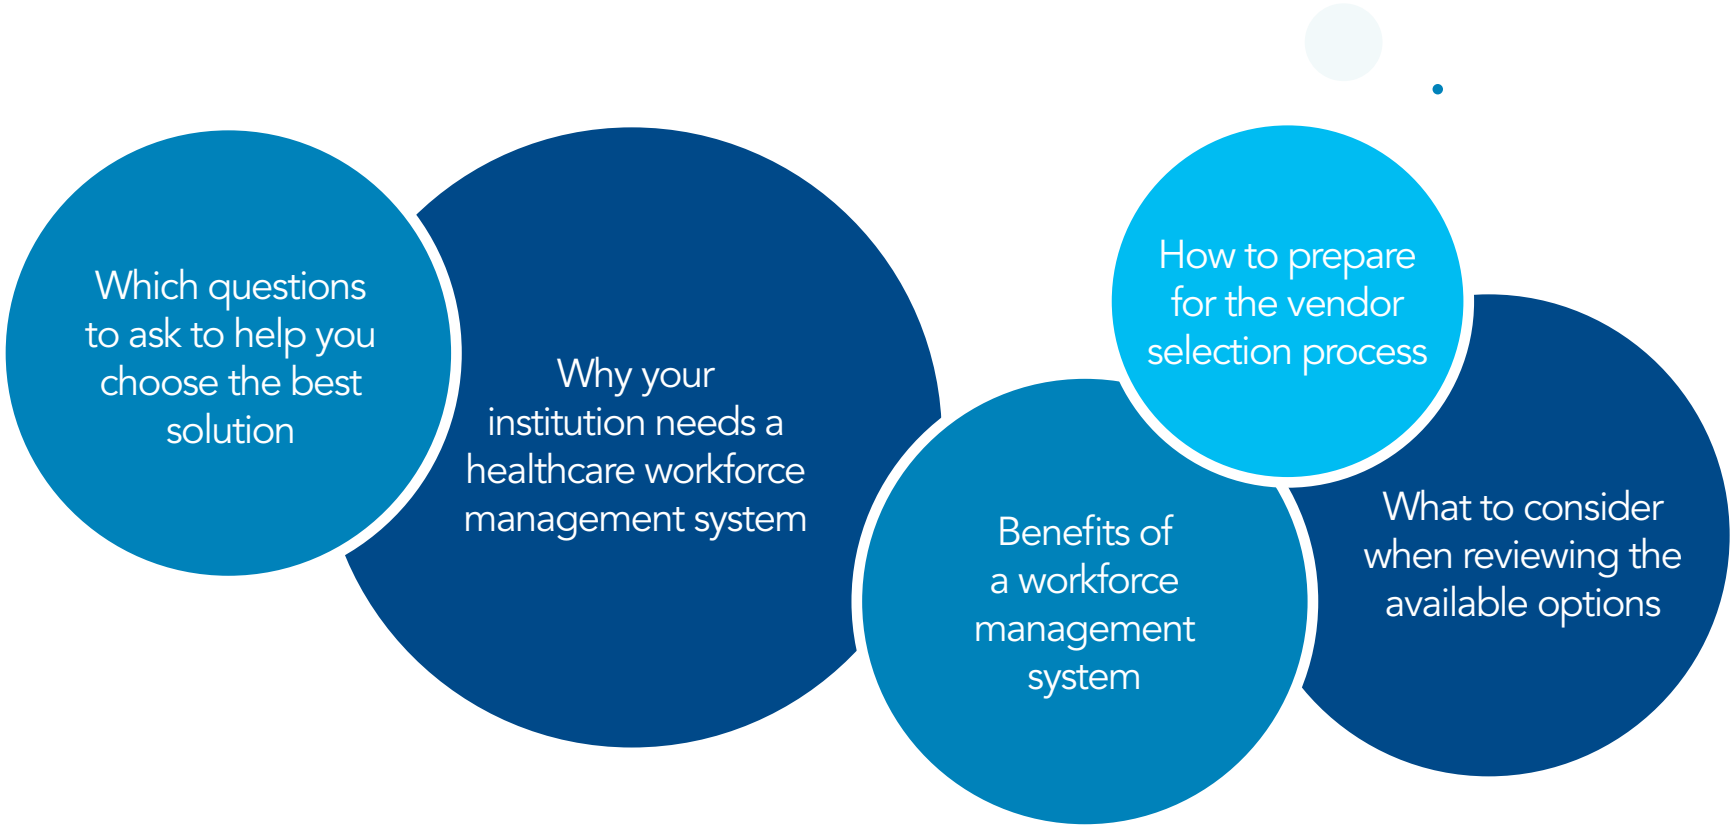 Which questions
to ask to help you
choose the best
solution
Why your
institution needs a
healthcare workforce
management system
Benefits of
a workforce
management
system
How to prepare
for the vendor
selection process
What to consider
when reviewing the
available options